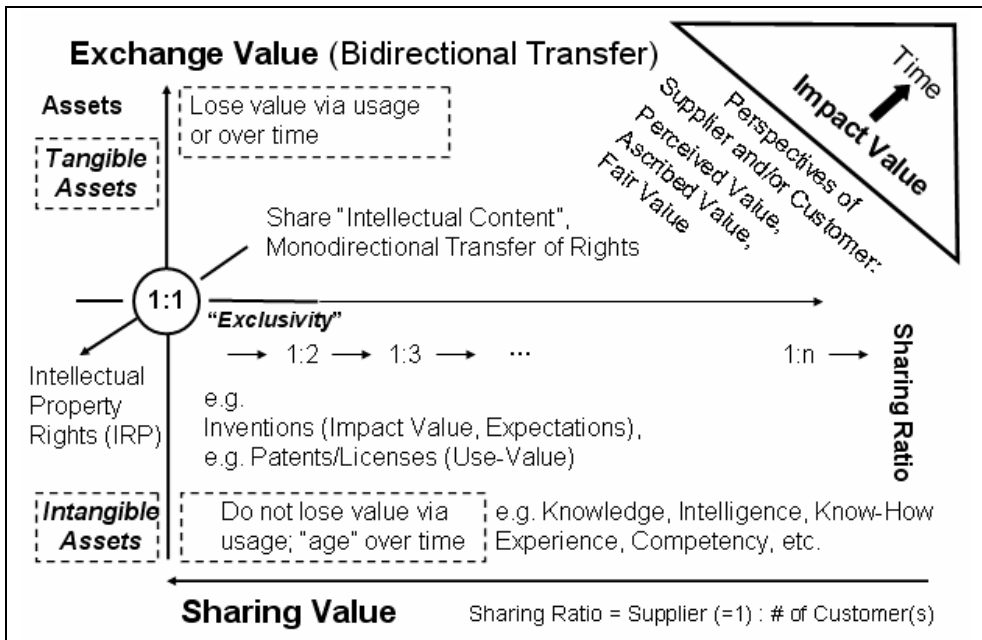 Exchange Value (Bidirectional Transfer)
Assets
Lose value via usage
or over time
Tangible
Assets
Time
Impact Value
Perspectives of
Supplier and/or Customer:
Perceived Value,
Ascribed Value,
Fair Value
Share "Intellectual Content",
Monodirectional Transfer of Rights
1:1
“Exclusivity”
1:2
1:3
...
1:n
Sharing Ratio
Intellectual
Property
Rights (IRP)
e.g.
Inventions (Impact Value, Expectations),
e.g. Patents/Licenses (Use-Value)
Intangible
Assets
Do not lose value via
usage; "age" over time
e.g. Knowledge, Intelligence, Know-How
Experience, Competency, etc.
Sharing Value
Sharing Ratio = Supplier (=1) : # of Customer(s)